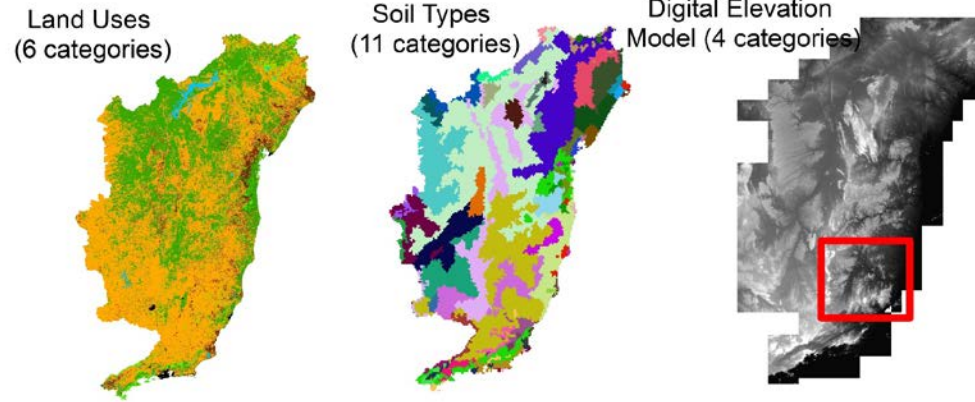 Land Uses
(6 categories)
Soil Types
(11 categories)
Digital Elevation
Model (4 categories)